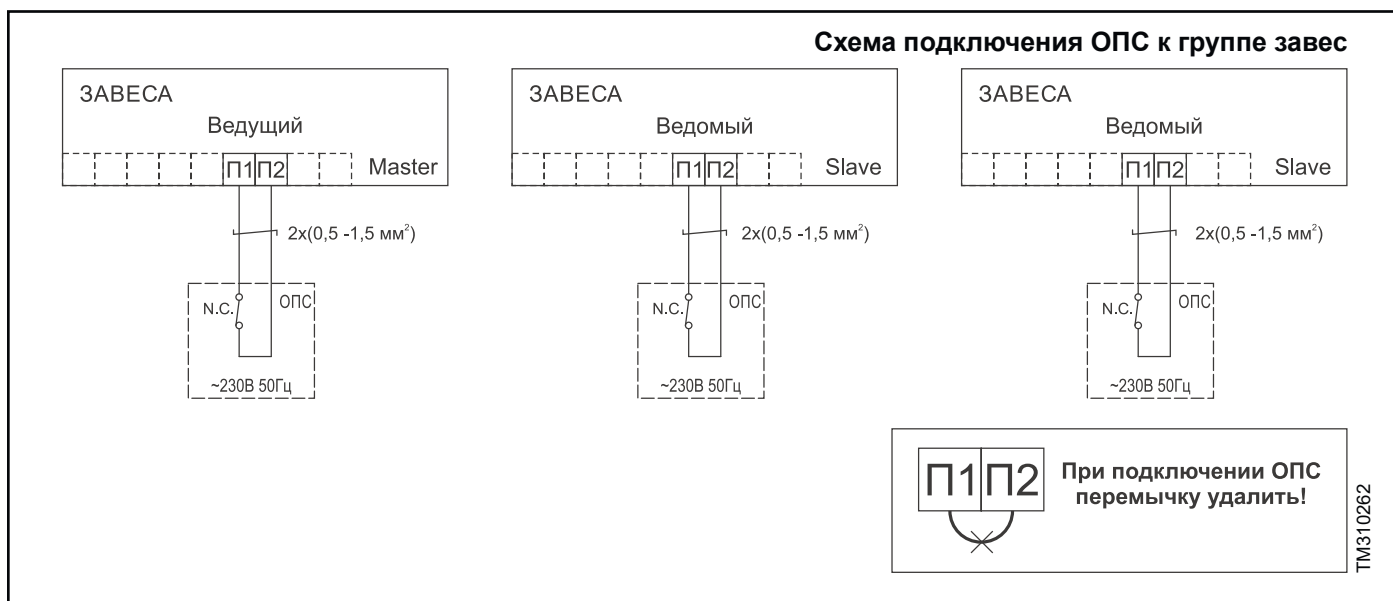 Схема подключения ОПС к группе завес
ЗАВЕСА
Ведущий
П1 П2
Master
2х(0,5 -1,5 мм²)
N.C.
ОПС
~230В 50Гц
ЗАВЕСА
Ведомый
П1 П2
Slave
2х(0,5 -1,5 мм²)
N.C.
ОПС
~230В 50Гц
ЗАВЕСА
Ведомый
П1 П2
Slave
2х(0,5 -1,5 мм²)
N.C.
ОПС
~230В 50Гц
П1 П2
При подключении ОПС
перемычку удалить!
TM310262